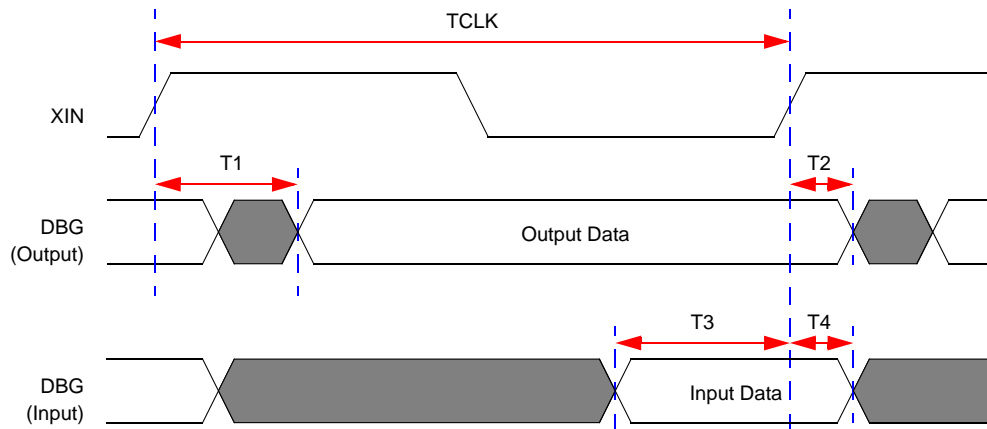 TCLK
XIN
T1
T2
DBG
(Output)
Output Data
T3
T4
DBG
(Input)
Input Data